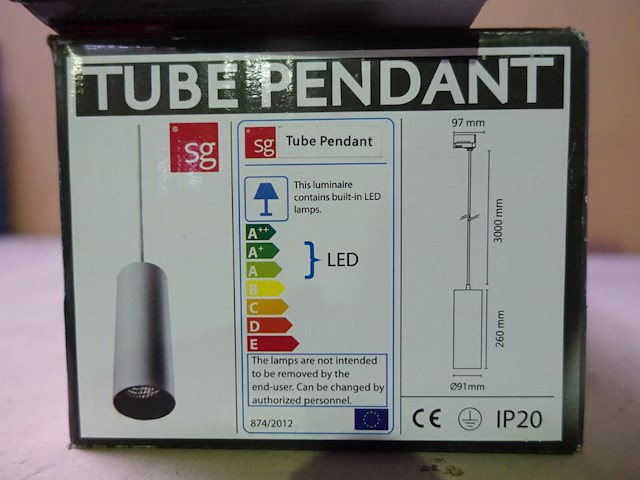 TUBE PENDANT
sg
®
sg
Tube Pendant
This luminaire
contains built-in LED
lamps.
A++
A+
A
B
C
D
E
LED
The lamps are not intended
to be removed by the
end-user. Can be changed by
authorized personnel.
874/2012
97 mm
3000 mm
260 mm
Ø91mm
CE IP20